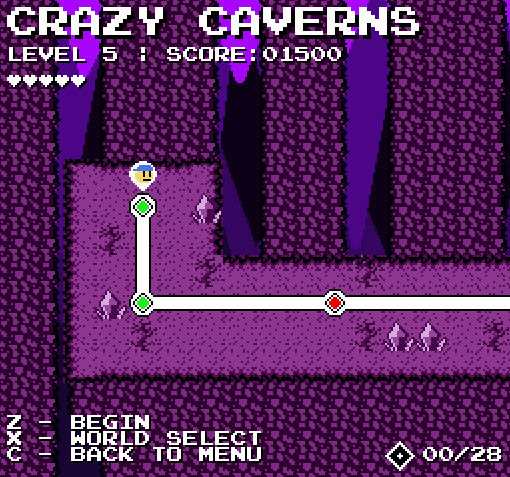 CRAZY CAVERNS
LEVEL 5 : SCORE:01500
Z - BEGIN
X - WORLD SELECT
C - BACK TO MENU
00/28